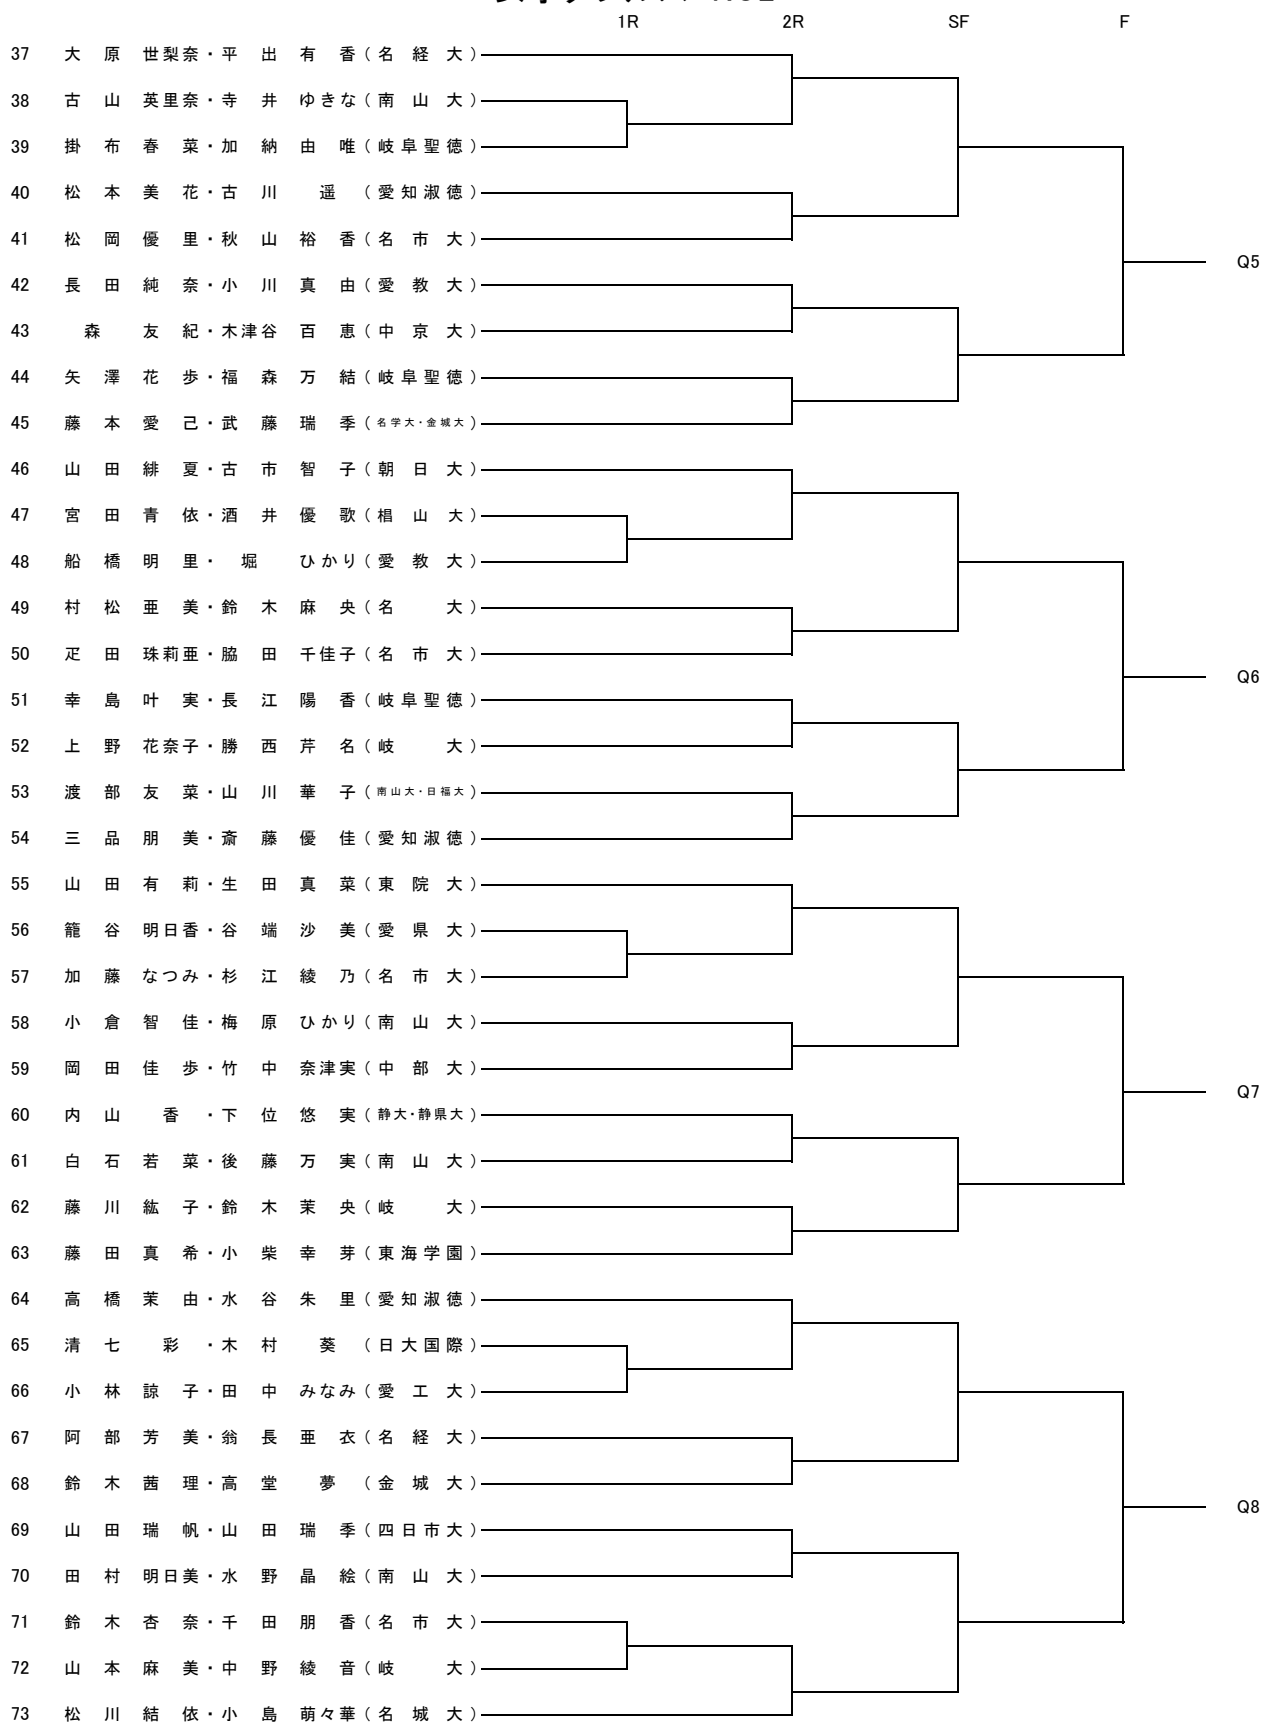 1R 2R SF F
37 大原 世梨奈・平出 有香(名経大)
38 古山 英里奈・寺井 ゆきな(南山大)
39 掛布 春菜・加納 由唯(岐阜聖徳)
40 松本 美花・古川 遥(愛知淑徳)
41 松岡 優里・秋山 裕香(名市大)
Q5
42 長田 純奈・小川 真由(愛教大)
43 森 友紀・木津谷 百恵(中京大)
44 矢澤 花歩・福森 万結(岐阜聖徳)
45 藤本 愛己・武藤 瑞季(名学大・金城大)
46 山田 緋夏・古市 智子(朝日大)
47 宮田 青依・酒井 優歌(椙山大)
48 船橋 明里・堀 ひかり(愛教大)
49 村松 亜美・鈴木 麻央(名大)
50 疋田 珠莉亜・脇田 千佳子(名市大)
Q6
51 幸島 叶実・長江 陽香(岐阜聖徳)
52 上野 花奈子・勝西 芹名(岐大)
53 渡部 友菜・山川 華子(南山大・日福大)
54 三品 朋美・斎藤 優佳(愛知淑徳)
55 山田 有莉・生田 真菜(東院大)
56 籠谷 明日香・谷端 沙美(愛県大)
57 加藤 なつみ・杉江 綾乃(名市大)
58 小倉 智佳・梅原 ひかり(南山大)
59 岡田 佳歩・竹中 奈津実(中部大)
Q7
60 内山 香・下位 悠実(静大・静県大)
61 白石 若菜・後藤 万実(南山大)
62 藤川 紘子・鈴木 茉央(岐大)
63 藤田 真希・小柴 幸芽(東海学園)
64 高橋 茉由・水谷 朱里(愛知淑徳)
65 清七 彩・木村 葵(日大国際)
66 小林 諒子・田中 みなみ(愛工大)
67 阿部 芳美・翁長 亜衣(名経大)
68 鈴木 茜理・高堂 夢(金城大)
Q8
69 山田 瑞帆・山田 瑞季(四日市大)
70 田村 明日美・水野 晶絵(南山大)
71 鈴木 杏奈・千田 朋香(名市大)
72 山本 麻美・中野 綾音(岐大)
73 松川 結依・小島 萌々華(名城大)